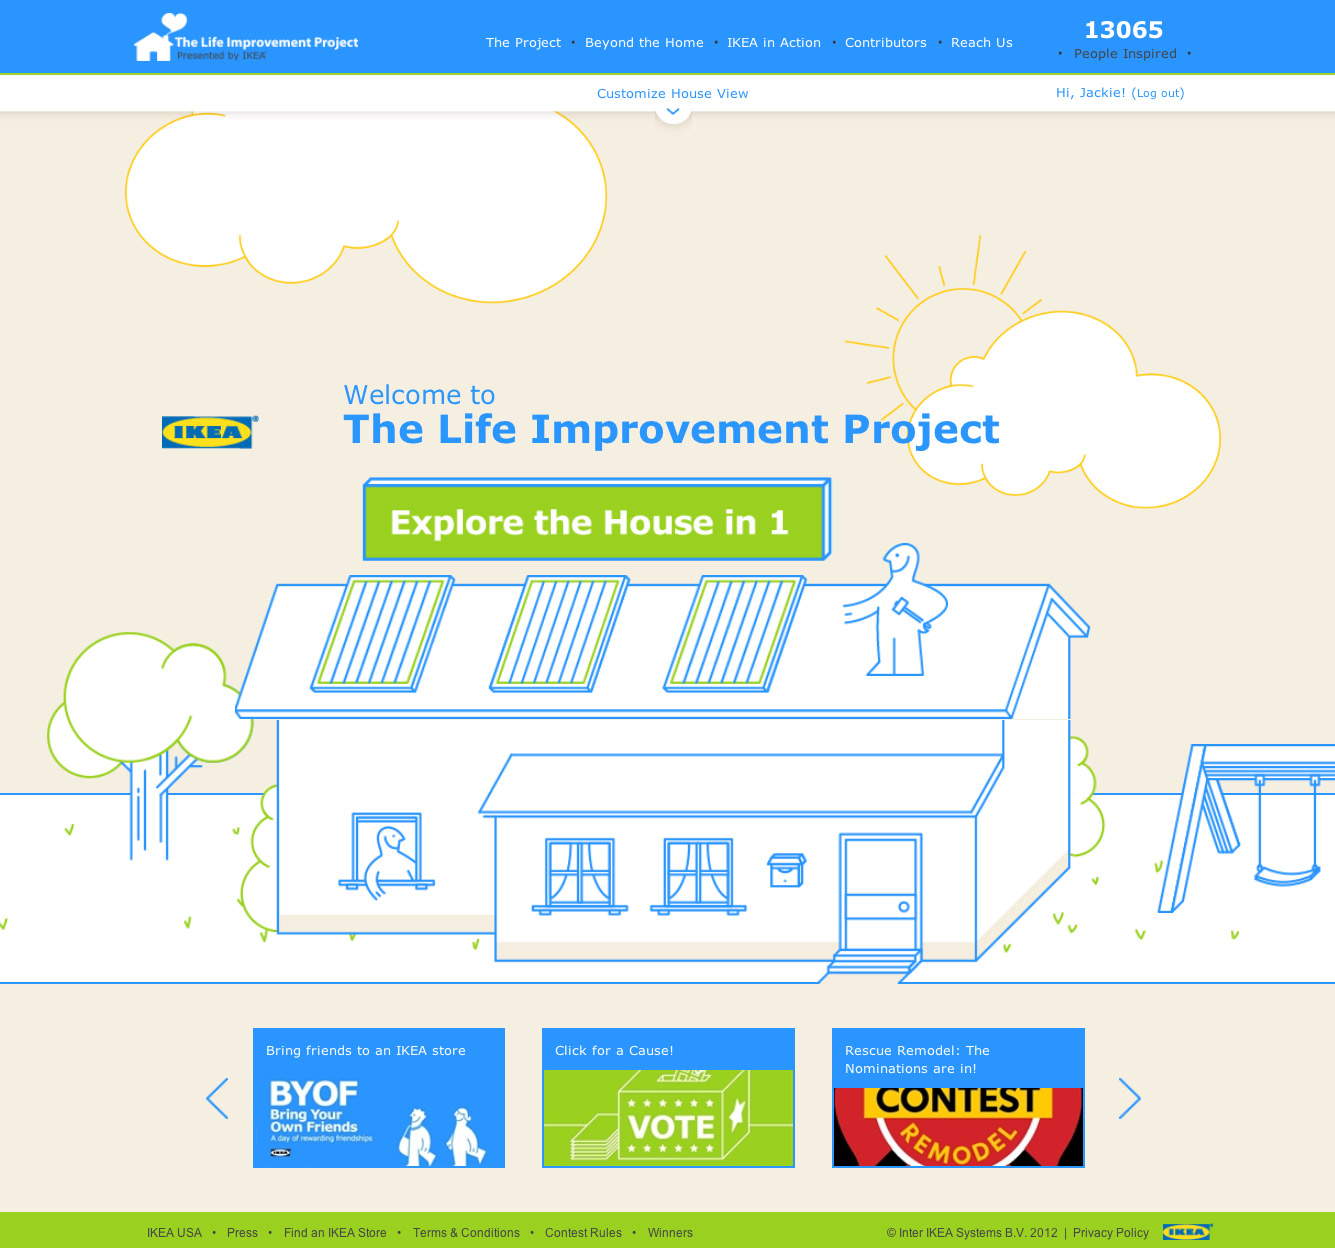 The Life Improvement Project
Presented by IKEA®
The Project • Beyond the Home • IKEA in Action • Contributors • Reach Us
13065
• People Inspired •
Customize House View
Hi, Jackie! (Log out)
Welcome to
IKEA®
The Life Improvement Project
Explore the House in 1
Bring friends to an IKEA store
BYOF
Bring Your
Own Friends
A day of rewarding friendships
IKEA
Click for a Cause!
VOTE
Rescue Remodel: The
Nominations are in!
CONTEST
REMODEL
IKEA USA • Press • Find an IKEA Store • Terms & Conditions • Contest Rules • Winners
© Inter IKEA Systems B.V. 2012 | Privacy Policy
IKEA®